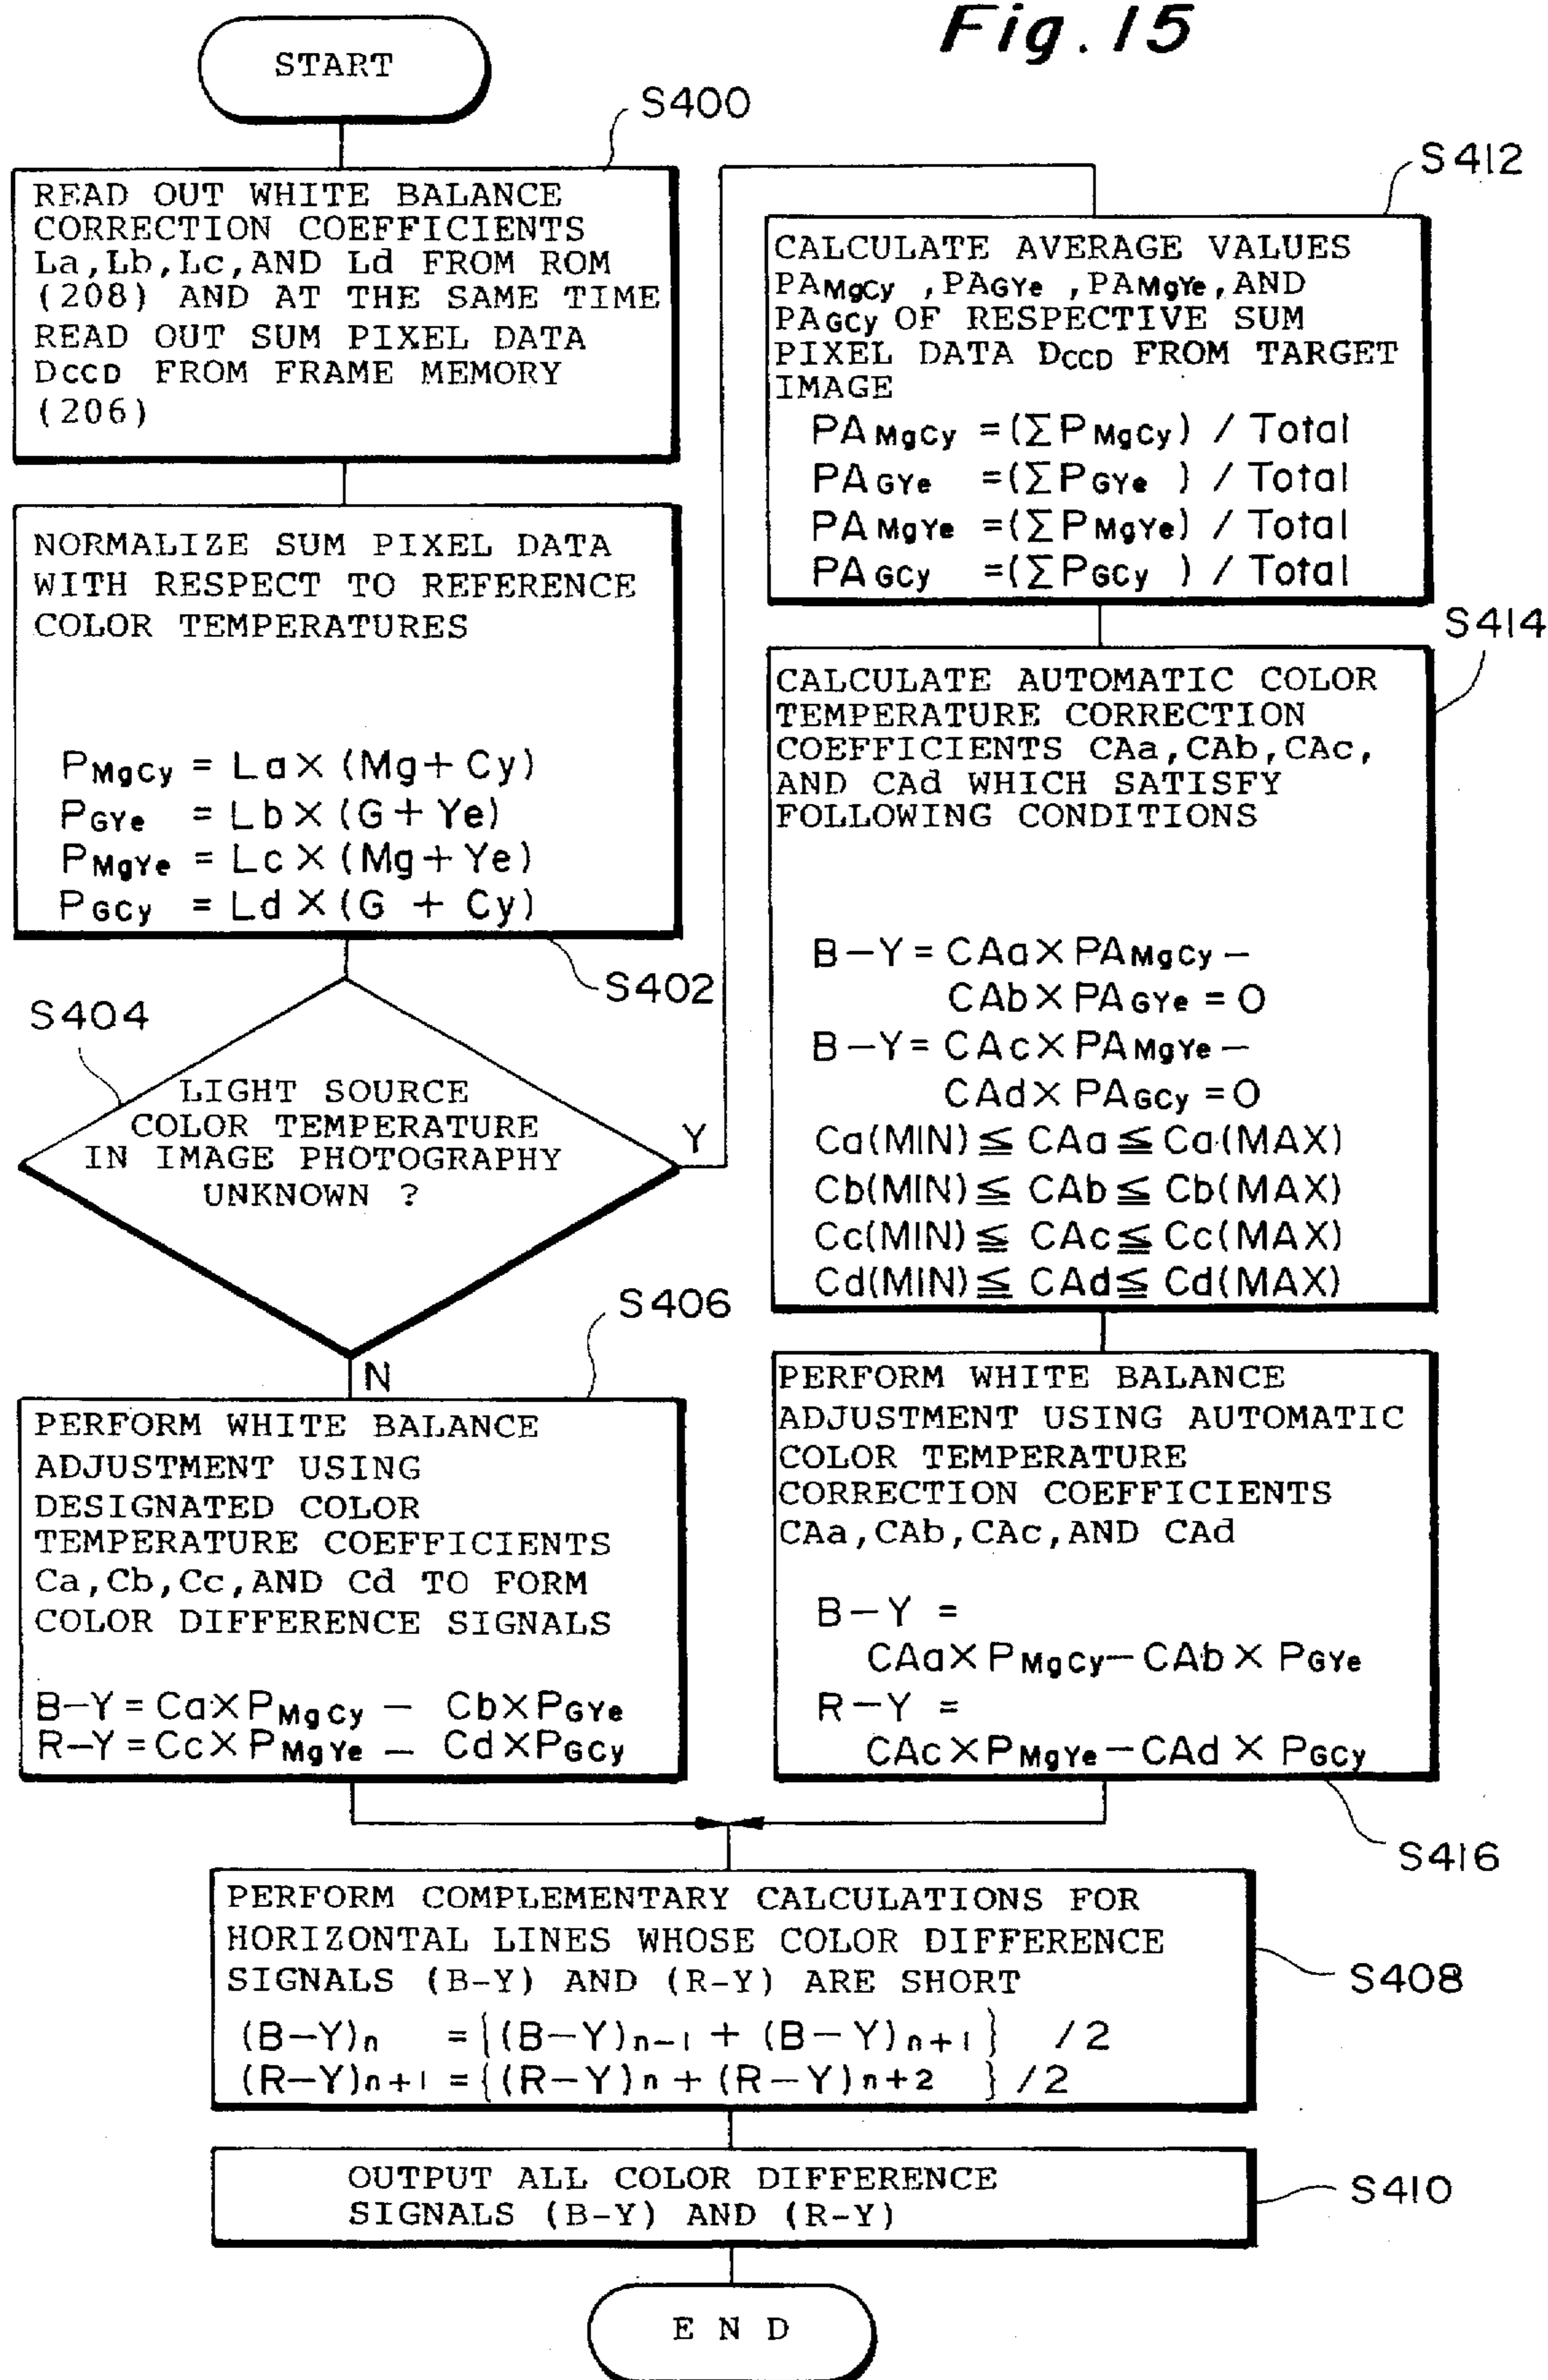 Fig. 15
START
S400
READ OUT WHITE BALANCE
CORRECTION COEFFICIENTS
La,Lb,Lc,AND Ld FROM ROM
(208) AND AT THE SAME TIME
READ OUT SUM PIXEL DATA
DCCD FROM FRAME MEMORY
(206)
NORMALIZE SUM PIXEL DATA
WITH RESPECT TO REFERENCE
COLOR TEMPERATURES
PMgCy = La×(Mg+Cy)
PGYe = Lb×(G+Ye)
PMgYe = Lc×(Mg+Ye)
PGCy = Ld×(G + Cy)
S402
S404
LIGHT SOURCE
COLOR TEMPERATURE
IN IMAGE PHOTOGRAPHY
UNKNOWN ?
Y
N
S406
PERFORM WHITE BALANCE
ADJUSTMENT USING
DESIGNATED COLOR
TEMPERATURE COEFFICIENTS
Ca,Cb,Cc,AND Cd TO FORM
COLOR DIFFERENCE SIGNALS
B-Y=Ca×PMgCy - Cb×PGYe
R-Y=Cc×PMgYe - Cd×PGCy
S412
CALCULATE AVERAGE VALUES
PAMgCy ,PAGYe ,PAMgYe,AND
PAGCy OF RESPECTIVE SUM
PIXEL DATA DCCD FROM TARGET
IMAGE
PAMgCy =(ΣPMgCy) / Total
PAGYe =(ΣPGYe ) / Total
PAMgYe =(ΣPMgYe) / Total
PAGCy =(ΣPGCy ) / Total
S414
CALCULATE AUTOMATIC COLOR
TEMPERATURE CORRECTION
COEFFICIENTS CAa,CAb,CAc,
AND CAd WHICH SATISFY
FOLLOWING CONDITIONS
B-Y= CAa×PAMgCy-
CAb×PAGYe=0
B-Y= CAc×PAMgYe-
CAd×PAGCy=0
Ca(MIN)≦ CAa≦ Ca(MAX)
Cb(MIN)≦ CAb≦ Cb(MAX)
Cc(MIN)≦ CAc≦ Cc(MAX)
Cd(MIN)≦ CAd≦ Cd(MAX)
PERFORM WHITE BALANCE
ADJUSTMENT USING AUTOMATIC
COLOR TEMPERATURE
CORRECTION COEFFICIENTS
CAa,CAb,CAc,AND CAd
B-Y =
CAa×PMgCy-CAb×PGYe
R-Y =
CAc×PMgYe-CAd×PGCy
S416
PERFORM COMPLEMENTARY CALCULATIONS FOR
HORIZONTAL LINES WHOSE COLOR DIFFERENCE
SIGNALS (B-Y) AND (R-Y) ARE SHORT
(B-Y)n ={(B-Y)n-1 + (B-Y)n+1} /2
(R-Y)n+1 ={(R-Y)n + (R-Y)n+2 }/2
S408
OUTPUT ALL COLOR DIFFERENCE
SIGNALS (B-Y) AND (R-Y)
S410
END